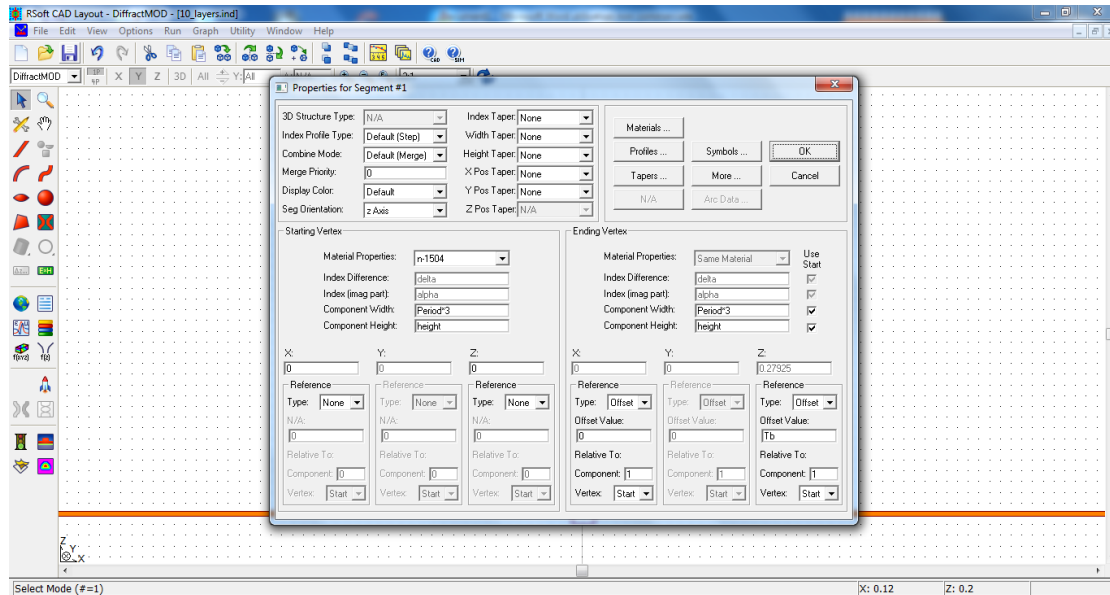 RSoft CAD Layout - DiffractMOD - [10_layers.ind]
File Edit View Options Run Graph Utility Window Help
DiffractMOD X Y Z 3D All Y: All
Properties for Segment #1
3D Structure Type: N/A Index Taper: None
Index Profile Type: Default (Step) Width Taper: None
Combine Mode: Default (Merge) Height Taper: None
Merge Priority: 0 X Pos Taper: None
Display Color: Default Y Pos Taper: None
Seg Orientation: z Axis Z Pos Taper: N/A
Materials ...
Profiles ... Symbols ... OK
Tapers ... More ... Cancel
N/A Arc Data ...
Starting Vertex
Material Properties: n-1504
Index Difference: delta
Index (imag part): alpha
Component Width: Period*3
Component Height: height
X: Y: Z:
0 0 0
Reference Reference Reference
Type: None Type: None Type: None
N/A: N/A: N/A:
0 0 0
Relative To: Relative To: Relative To:
Component: 0 Component: 0 Component: 0
Vertex: Start Vertex: Start Vertex: Start
Ending Vertex
Material Properties: Same Material Use Start
Index Difference: delta
Index (imag part): alpha
Component Width: Period*3
Component Height: height
X: Y: Z:
0 0 0.27925
Reference Reference Reference
Type: Offset Type: Offset Type: Offset
Offset Value: Offset Value: Offset Value:
0 0 Tb
Relative To: Relative To: Relative To:
Component: 1 Component: 1 Component: 1
Vertex: Start Vertex: Start Vertex: Start
Z
Y
X
Select Mode (#=1) X: 0.12 Z: 0.2